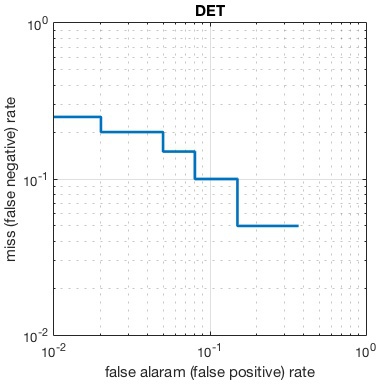 DET
10^0
10^-1
10^-2
miss (false negative) rate
10^-2
10^-1
10^0
false alaram (false positive) rate